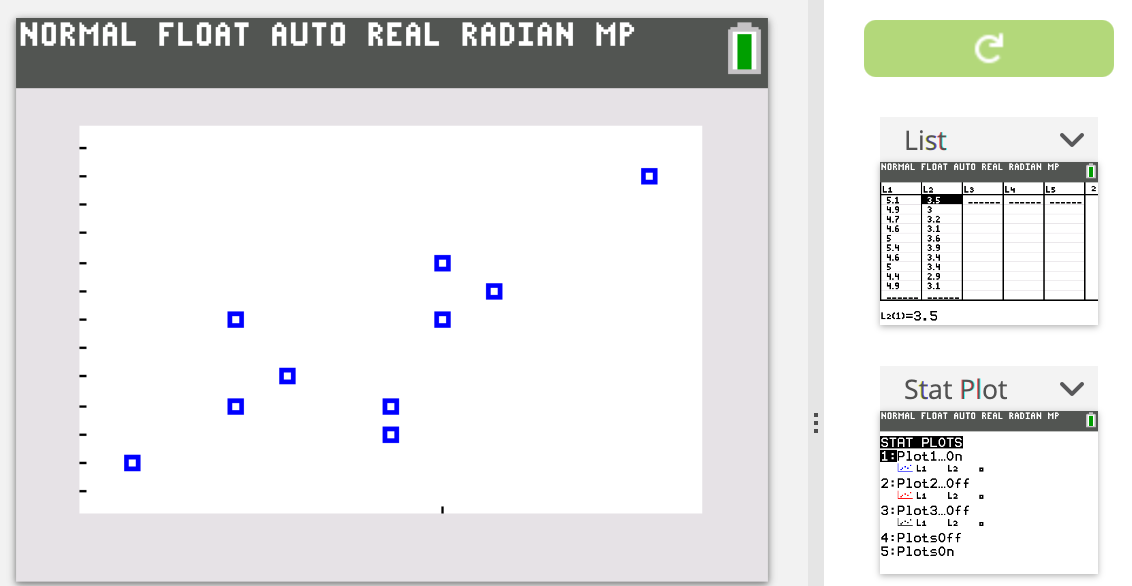 NORMAL FLOAT AUTO REAL RADIAN MP
List
NORMAL FLOAT AUTO REAL RADIAN MP
L1 L2 L3 L4 L5 2
5.1 3.5 ------ ------ ------
4.9 3
4.7 3.2
4.6 3.1
5 3.6
5.4 3.9
4.6 3.4
5 3.4
4.4 2.9
4.9 3.1
------ ------
L2(1)=3.5
Stat Plot
NORMAL FLOAT AUTO REAL RADIAN MP
STAT PLOTS
1:Plot1…On
L1 L2
2:Plot2…Off
L1 L2
3:Plot3…Off
L1 L2
4:PlotsOff
5:PlotsOn